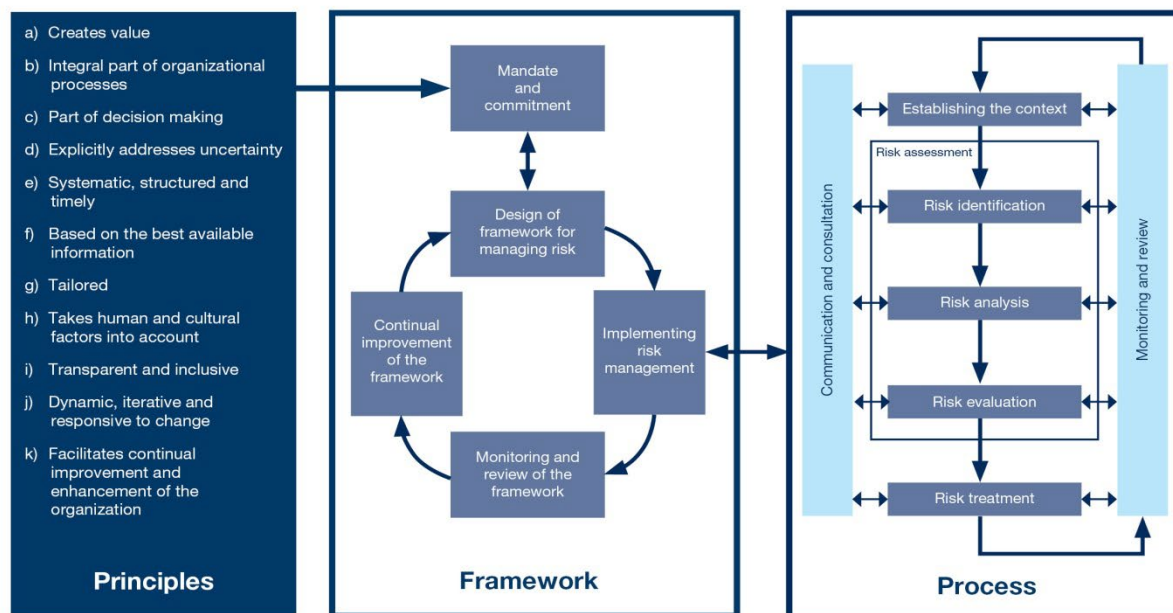 a) Creates value
b) Integral part of organizational
processes
c) Part of decision making
d) Explicitly addresses uncertainty
e) Systematic, structured and
timely
f) Based on the best available
information
g) Tailored
h) Takes human and cultural
factors into account
i) Transparent and inclusive
j) Dynamic, iterative and
responsive to change
k) Facilitates continual
improvement and
enhancement of the
organization
Principles
Mandate
and
commitment
Design of
framework for
managing risk
Continual
improvement
of the
framework
Implementing
risk
management
Monitoring and
review of the
framework
Framework
Communication and consultation
Establishing the context
Risk assessment
Risk identification
Risk analysis
Risk evaluation
Risk treatment
Monitoring and review
Process